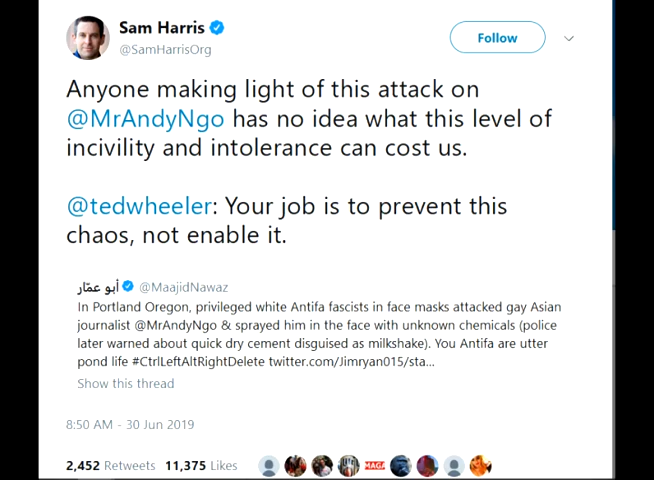 Sam Harris
@SamHarrisOrg
Follow
Anyone making light of this attack on
@MrAndyNgo has no idea what this level of
incivility and intolerance can cost us.
@tedwheeler: Your job is to prevent this
chaos, not enable it.
أبو عمّار @MaajidNawaz
In Portland Oregon, privileged white Antifa fascists in face masks attacked gay Asian
journalist @MrAndyNgo & sprayed him in the face with unknown chemicals (police
later warned about quick dry cement disguised as milkshake). You Antifa are utter
pond life #CtrlLeftAltRightDelete twitter.com/Jimryan015/sta...
Show this thread
8:50 AM - 30 Jun 2019
2,452 Retweets 11,375 Likes
MAGA